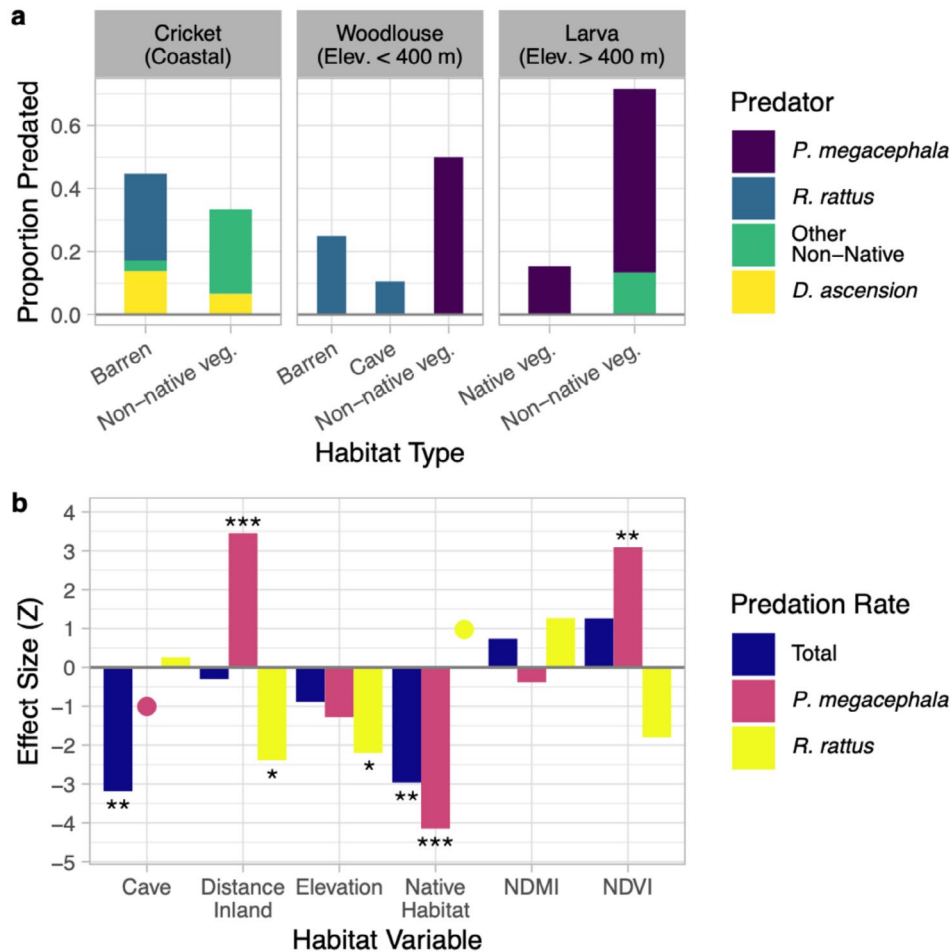 a
Cricket
(Coastal)
Woodlouse
(Elev. < 400 m)
Larva
(Elev. > 400 m)
Proportion Predated
0.6
0.4
0.2
0.0
Barren
Non−native veg.
Barren
Cave
Non−native veg.
Native veg.
Non−native veg.
Habitat Type
Predator
P. megacephala
R. rattus
Other
Non−Native
D. ascension
b
Effect Size (Z)
4
3
2
1
0
−1
−2
−3
−4
−5
**
***
*
*
**
***
**
Cave
Distance
Inland
Elevation
Native
Habitat
NDMI
NDVI
Habitat Variable
Predation Rate
Total
P. megacephala
R. rattus